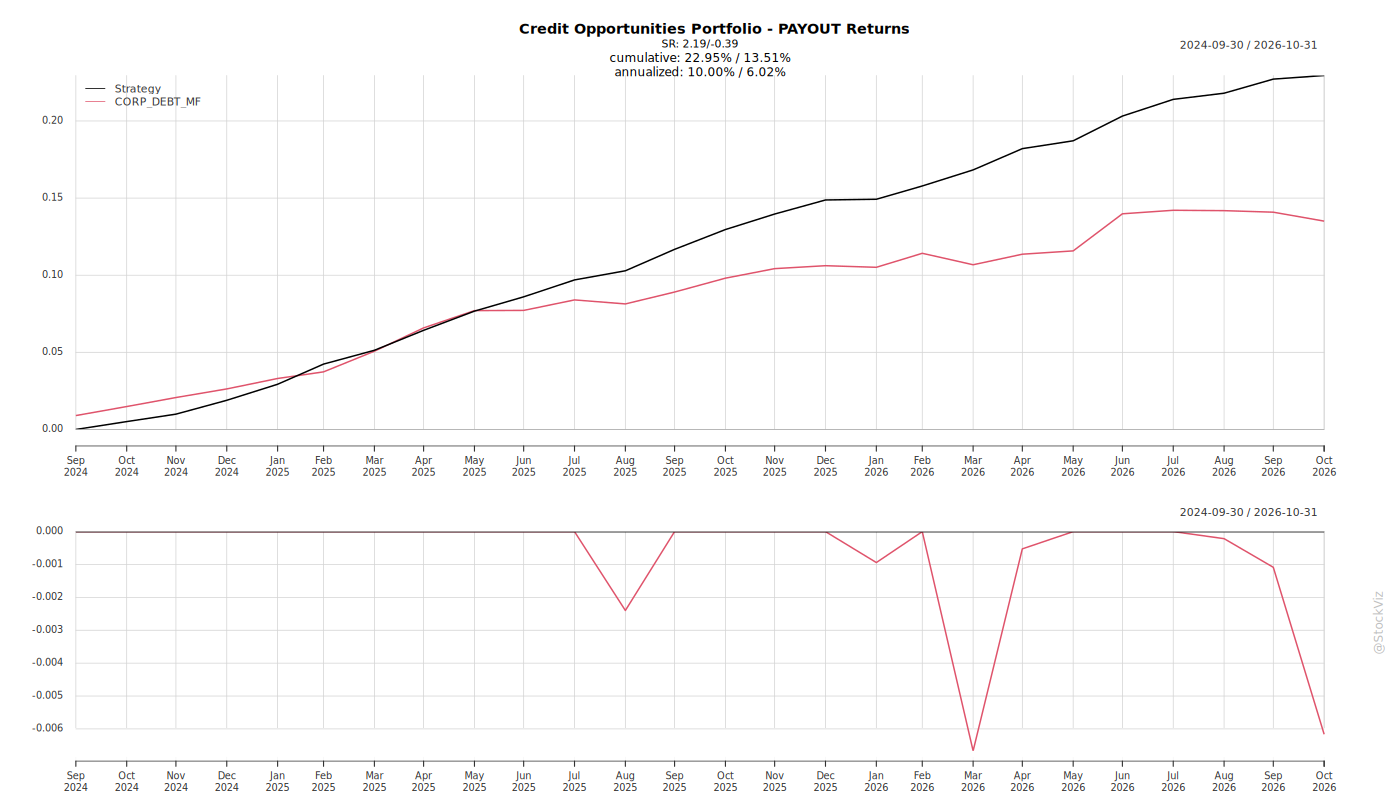 Credit Opportunities Portfolio - PAYOUT Returns
SR: 2.19/-0.39
cumulative: 22.95% / 13.51%
annualized: 10.00% / 6.02%
2024-09-30 / 2026-10-31
Strategy
CORP_DEBT_MF
0.20
0.15
0.10
0.05
0.00
Sep Oct Nov Dec Jan Feb Mar Apr May Jun Jul Aug Sep Oct Nov Dec Jan Feb Mar Apr May Jun Jul Aug Sep Oct
2024 2024 2024 2024 2025 2025 2025 2025 2025 2025 2025 2025 2025 2025 2025 2025 2026 2026 2026 2026 2026 2026 2026 2026 2026 2026
2024-09-30 / 2026-10-31
0.000
-0.001
-0.002
-0.003
-0.004
-0.005
-0.006
Sep Oct Nov Dec Jan Feb Mar Apr May Jun Jul Aug Sep Oct Nov Dec Jan Feb Mar Apr May Jun Jul Aug Sep Oct
2024 2024 2024 2024 2025 2025 2025 2025 2025 2025 2025 2025 2025 2025 2025 2025 2026 2026 2026 2026 2026 2026 2026 2026 2026 2026
@StockViz